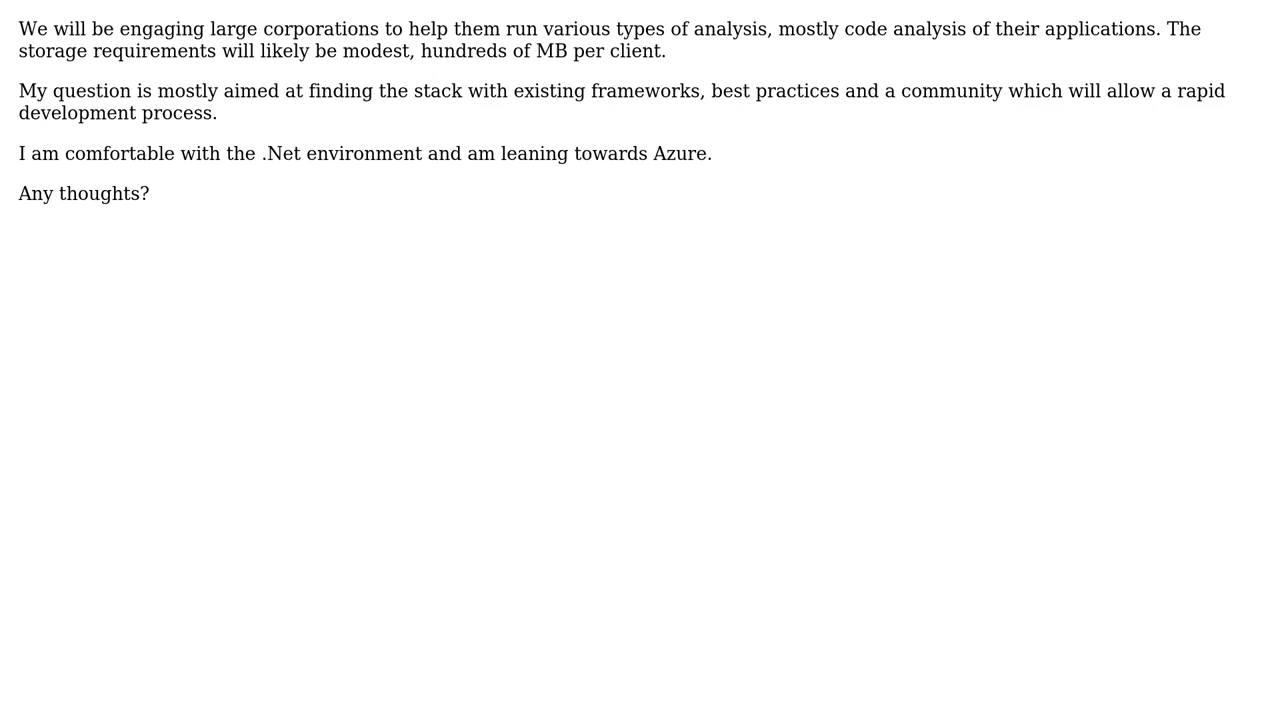 We will be engaging large corporations to help them run various types of analysis, mostly code analysis of their applications. The
storage requirements will likely be modest, hundreds of MB per client.
My question is mostly aimed at finding the stack with existing frameworks, best practices and a community which will allow a rapid
development process.
I am comfortable with the .Net environment and am leaning towards Azure.
Any thoughts?